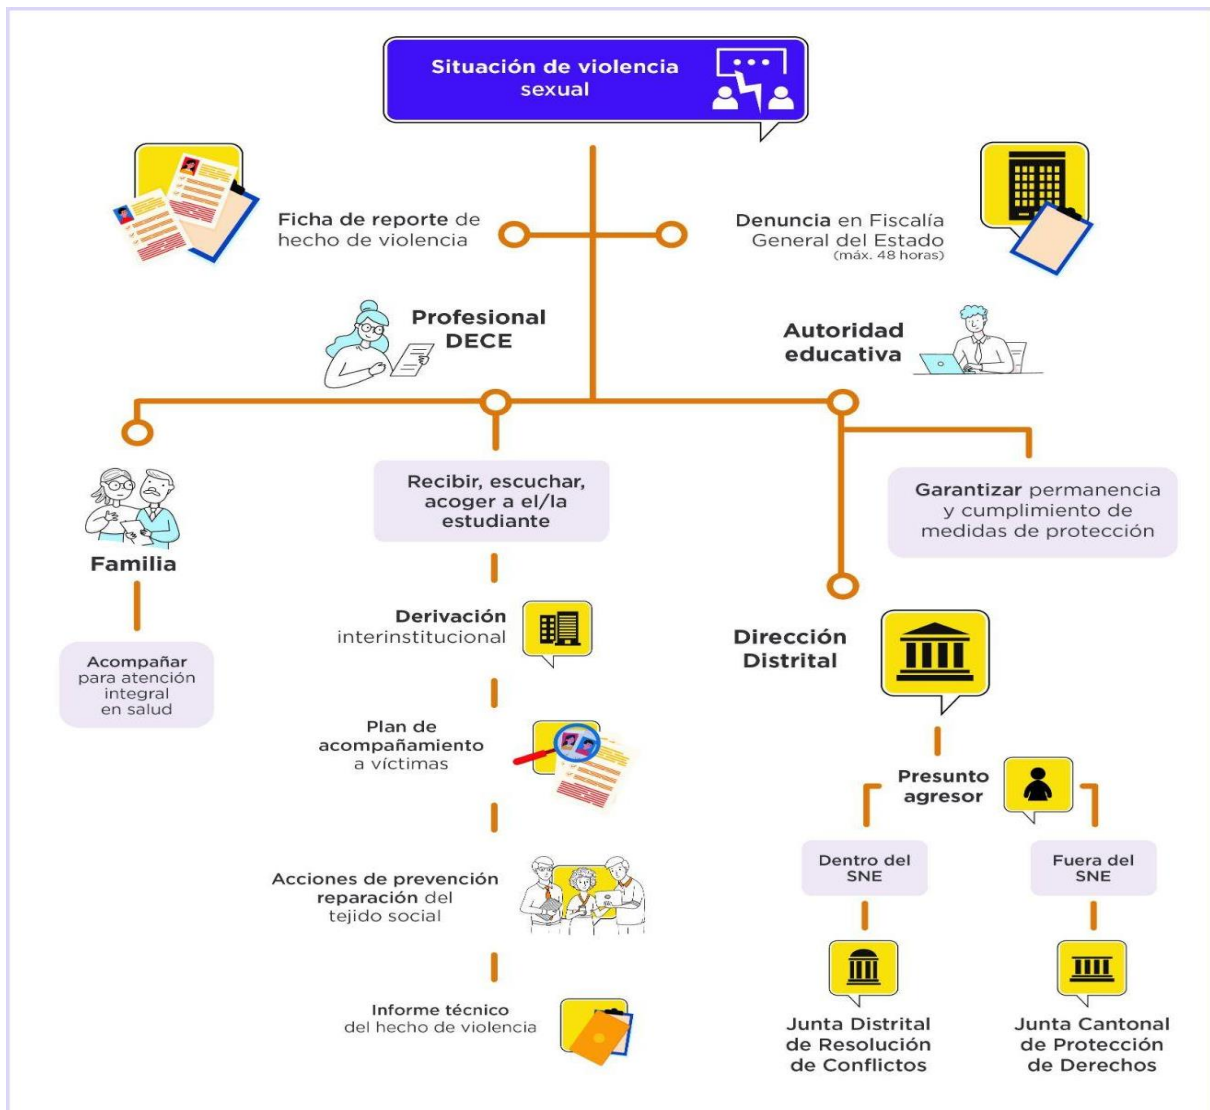 Situación de violencia
sexual
Ficha de reporte de
hecho de violencia
Denuncia en Fiscalía
General del Estado
(máx. 48 horas)
Profesional
DECE
Autoridad
educativa
Familia
Acompañar
para atención
integral
en salud
Recibir, escuchar,
acoger a el/la
estudiante
Derivación
interinstitucional
Plan de
acompañamiento
a víctimas
Acciones de prevención
reparación del
tejido social
Informe técnico
del hecho de violencia
Garantizar permanencia
y cumplimiento de
medidas de protección
Dirección
Distrital
Presunto
agresor
Dentro del
SNE
Fuera del
SNE
Junta Distrital
de Resolución
de Conflictos
Junta Cantonal
de Protección
de Derechos